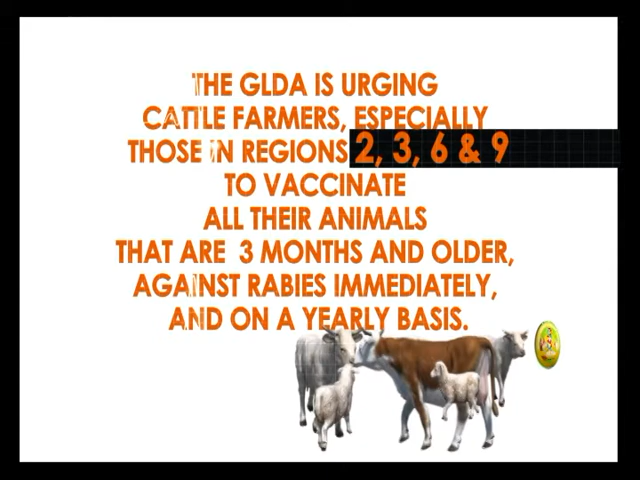 THE GLDA IS URGING
CATTLE FARMERS, ESPECIALLY
THOSE IN REGIONS 2, 3, 6 & 9
TO VACCINATE
ALL THEIR ANIMALS
THAT ARE 3 MONTHS AND OLDER,
AGAINST RABIES IMMEDIATELY,
AND ON A YEARLY BASIS.